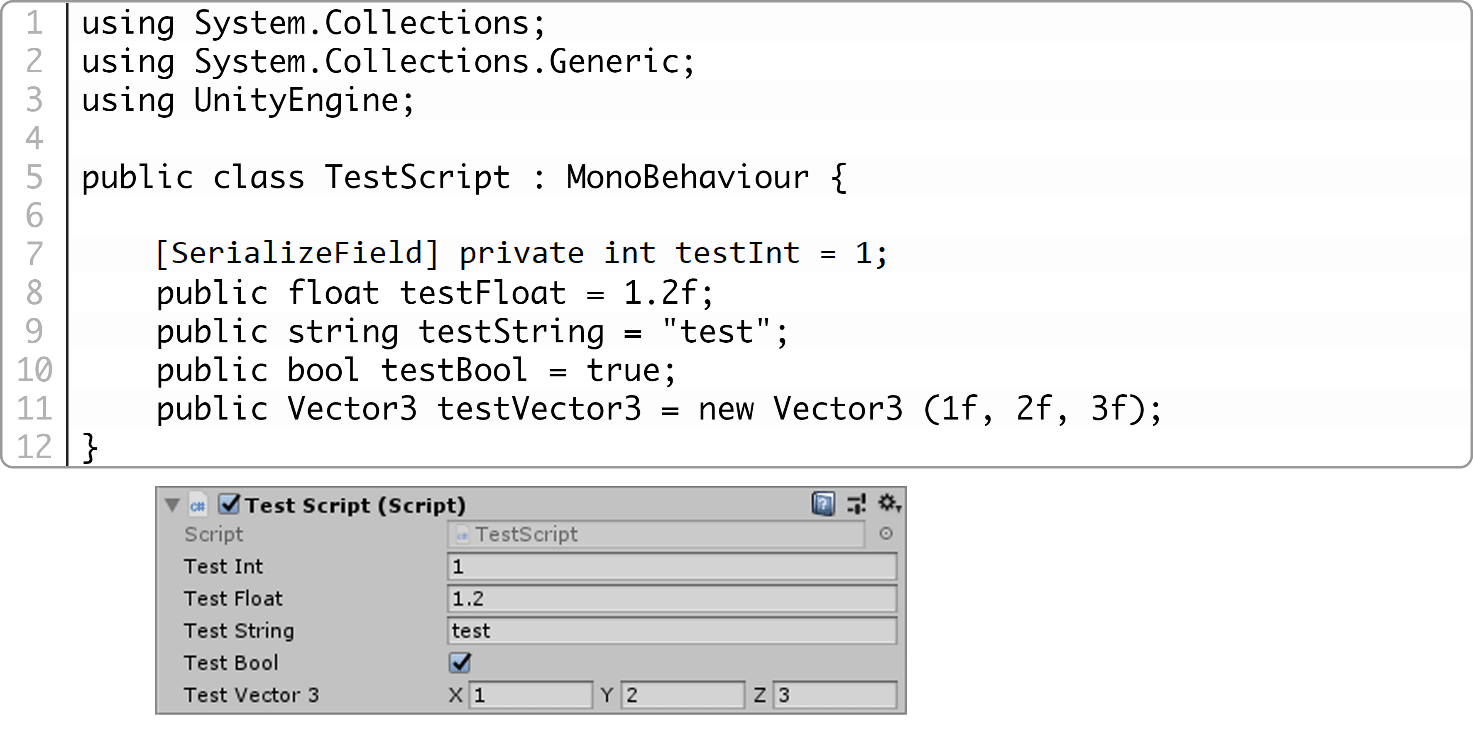 1 using System.Collections;
2 using System.Collections.Generic;
3 using UnityEngine;
4
5 public class TestScript : MonoBehaviour {
6
7 [SerializeField] private int testInt = 1;
8 public float testFloat = 1.2f;
9 public string testString = "test";
10 public bool testBool = true;
11 public Vector3 testVector3 = new Vector3 (1f, 2f, 3f);
12 }
C# Test Script (Script)
Script C# TestScript
Test Int 1
Test Float 1.2
Test String test
Test Bool
Test Vector 3 X 1 Y 2 Z 3